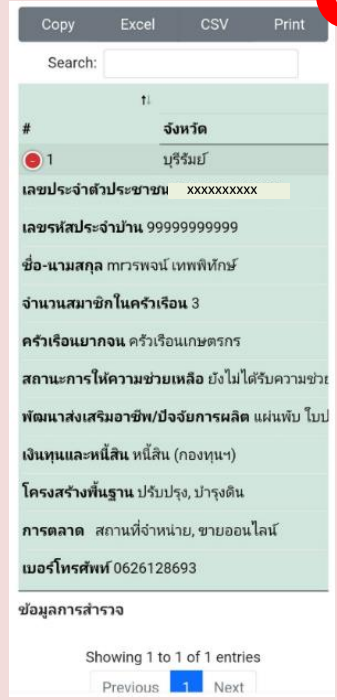 Copy Excel CSV Print
Search:
↑↓
# จังหวัด
1 บุรีรัมย์
เลขประจำตัวประชาชน xxxxxxxxxx
เลขรหัสประจำบ้าน 99999999999
ชื่อ-นามสกุล mrวรพจน์ เทพพิทักษ์
จำนวนสมาชิกในครัวเรือน 3
ครัวเรือนยากจน ครัวเรือนเกษตรกร
สถานะการให้ความช่วยเหลือ ยังไม่ได้รับความช่วย
พัฒนาส่งเสริมอาชีพ/ปัจจัยการผลิต แผ่นพับ ใบป
เงินทุนและหนี้สิน หนี้สิน (กองทุนฯ)
โครงสร้างพื้นฐาน ปรับปรุง, บำรุงดิน
การตลาด สถานที่จำหน่าย, ขายออนไลน์
เบอร์โทรศัพท์ 0626128693
ข้อมูลการสำรวจ
Showing 1 to 1 of 1 entries
Previous 1 Next